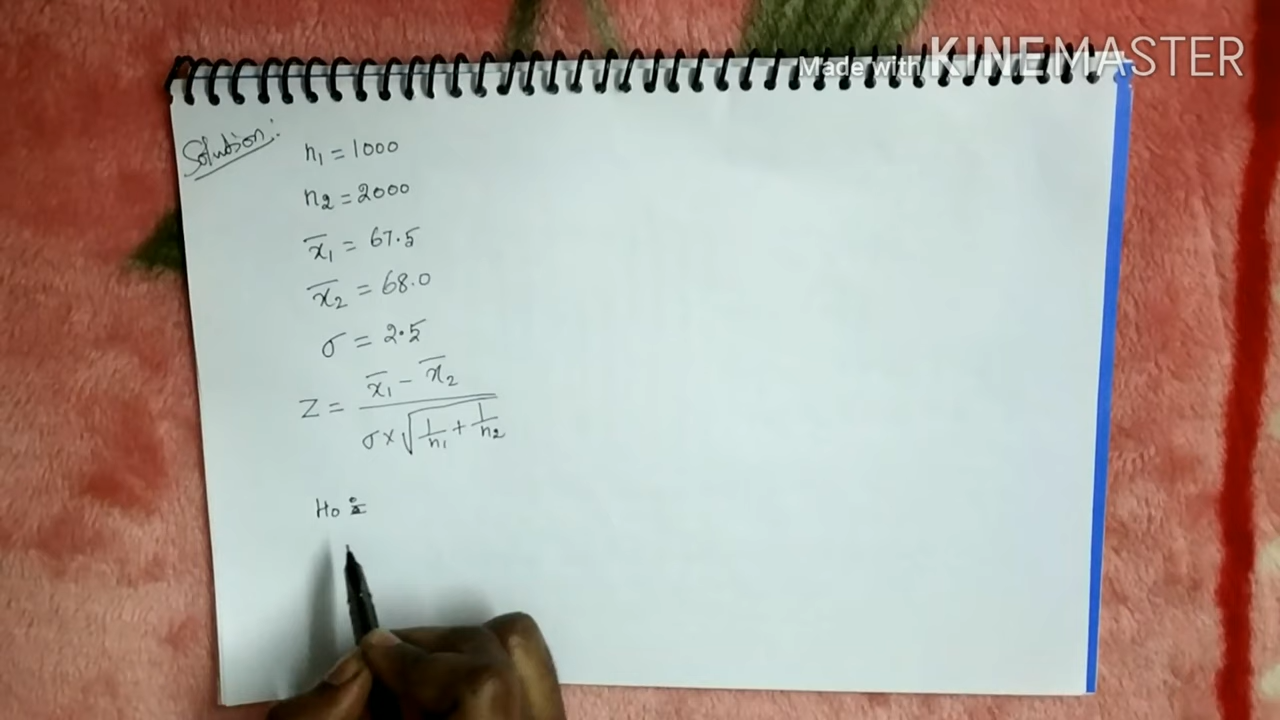 Made with KINEMASTER
Solution:
n₁ = 1000
n₂ = 2000
x̄₁ = 67.5
x̄₂ = 68.0
σ = 2.5
Z = (x̄₁ - x̄₂) / (σ × √(1/n₁ + 1/n₂))
H₀ :